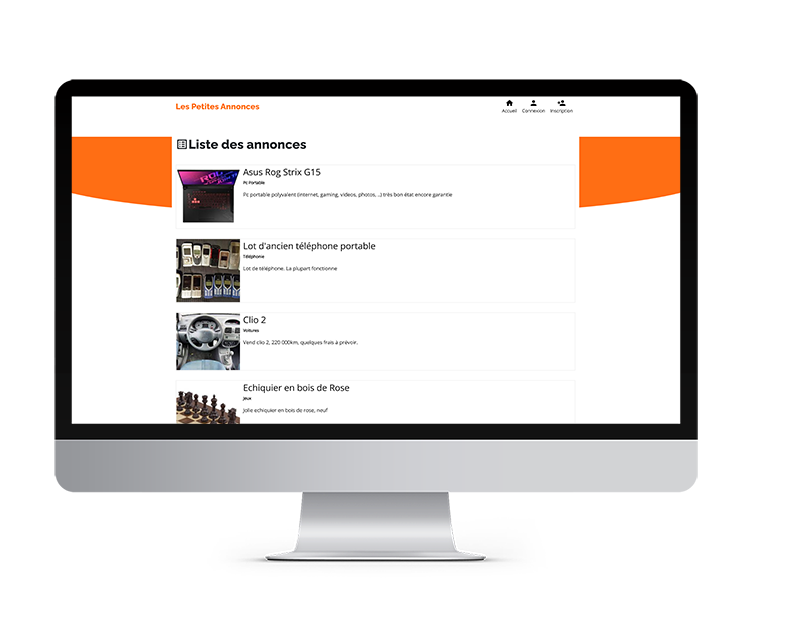 Les Petites Annonces
Accueil Connexion Inscription
Liste des annonces
Asus Rog Strix G15
Pc Portable
Pc portable polyvalent (internet, gaming, videos, photos, ...) très bon état encore garantie
Lot d'ancien téléphone portable
Téléphonie
Lot de téléphone. La plupart fonctionne
Clio 2
Voitures
Vend clio 2, 220 000km, quelques frais à prévoir.
Echiquier en bois de Rose
Jeux
Jolie echiquier en bois de rose, neuf